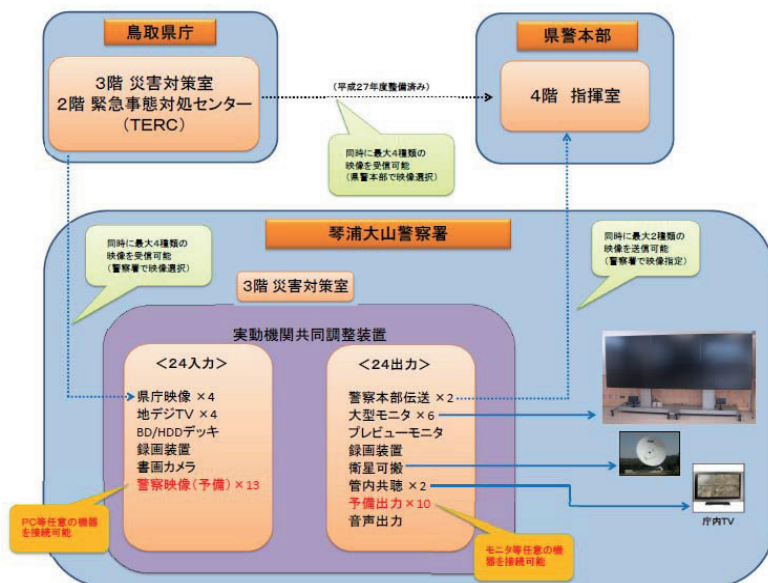 鳥取県庁
3階 災害対策室
2階 緊急事態対処センター
(TERC)
(平成27年度整備済み)
県警本部
4階 指揮室
同時に最大4種類の
映像を受信可能
(県警本部で映像選択)
琴浦大山警察署
同時に最大4種類の
映像を受信可能
(警察署で映像選択)
同時に最大2種類の
映像を送信可能
(警察署で映像指定)
3階 災害対策室
実動機関共同調整装置
<24入力>
県庁映像 ×4
地デジTV ×4
BD/HDDデッキ
録画装置
書画カメラ
警察映像(予備)×13
PC等任意の機器
を接続可能
<24出力>
警察本部伝送 ×2
大型モニタ ×6
プレビューモニタ
録画装置
衛星可搬
管内共聴 ×2
予備出力 ×10
音声出力
モニタ等任意の機
器を接続可能
庁内TV